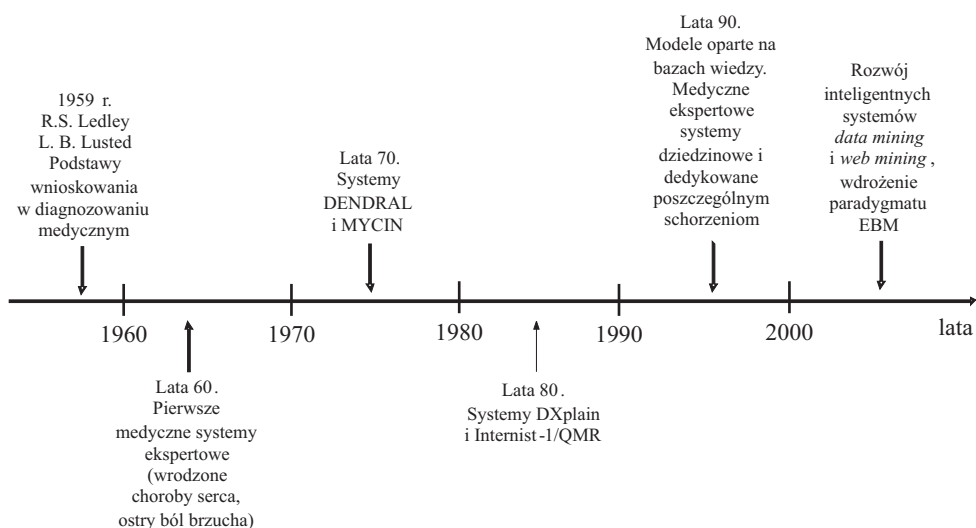 1959 r.
R.S. Ledley
L. B. Lusted
Podstawy
wnioskowania
w diagnozowaniu
medycznym
Lata 70.
Systemy
DENDRAL
i MYCIN
Lata 90.
Modele oparte na
bazach wiedzy.
Medyczne
ekspertowe
systemy
dziedzinowe i
dedykowane
poszczególnym
schorzeniom
Rozwój
inteligentnych
systemów
data mining
i web mining,
wdrożenie
paradygmatu
EBM
1960
1970
1980
1990
2000
lata
Lata 60.
Pierwsze
medyczne systemy
ekspertowe
(wrodzone
choroby serca,
ostry ból brzucha)
Lata 80.
Systemy DXplain
i Internist-1/QMR